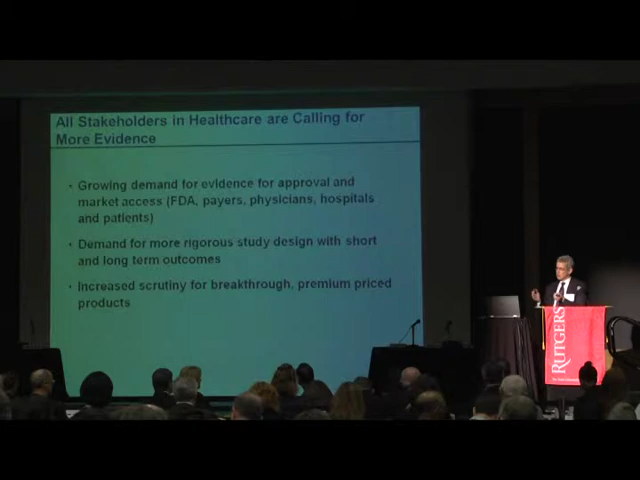 All Stakeholders in Healthcare are Calling for
More Evidence
• Growing demand for evidence for approval and
market access (FDA, payers, physicians, hospitals
and patients)
• Demand for more rigorous study design with short
and long term outcomes
• Increased scrutiny for breakthrough, premium priced
products
RUTGERS